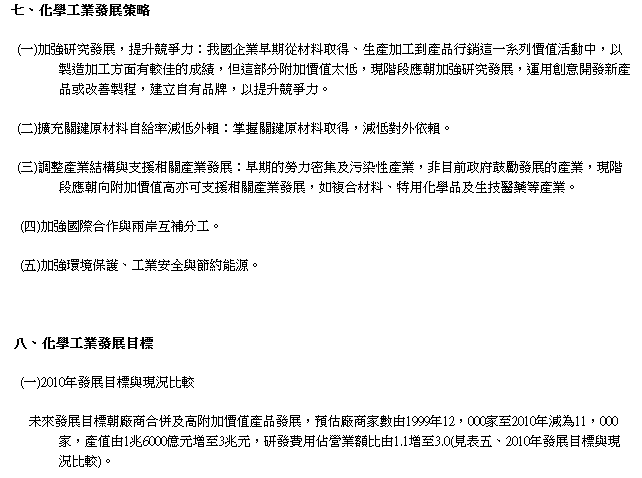 七、化學工業發展策略
(一)加強研究發展，提升競爭力：我國企業早期從材料取得、生產加工到產品行銷這一系列價值活動中，以
製造加工方面有較佳的成績，但這部分附加價值太低，現階段應朝加強研究發展，運用創意開發新產
品或改善製程，建立自有品牌，以提升競爭力。
(二)擴充關鍵原材料自給率減低外賴：掌握關鍵原材料取得，減低對外依賴。
(三)調整產業結構與支援相關產業發展：早期的勞力密集及污染性產業，非目前政府鼓勵發展的產業，現階
段應朝向附加價值高亦可支援相關產業發展，如複合材料、特用化學品及生技醫藥等產業。
(四)加強國際合作與兩岸互補分工。
(五)加強環境保護、工業安全與節約能源。
八、化學工業發展目標
(一)2010年發展目標與現況比較
未來發展目標朝廠商合併及高附加價值產品發展，預估廠商家數由1999年12，000家至2010年減為11，000
家，產值由1兆6000億元增至3兆元，研發費用佔營業額比由1.1增至3.0(見表五、2010年發展目標與現
況比較)。